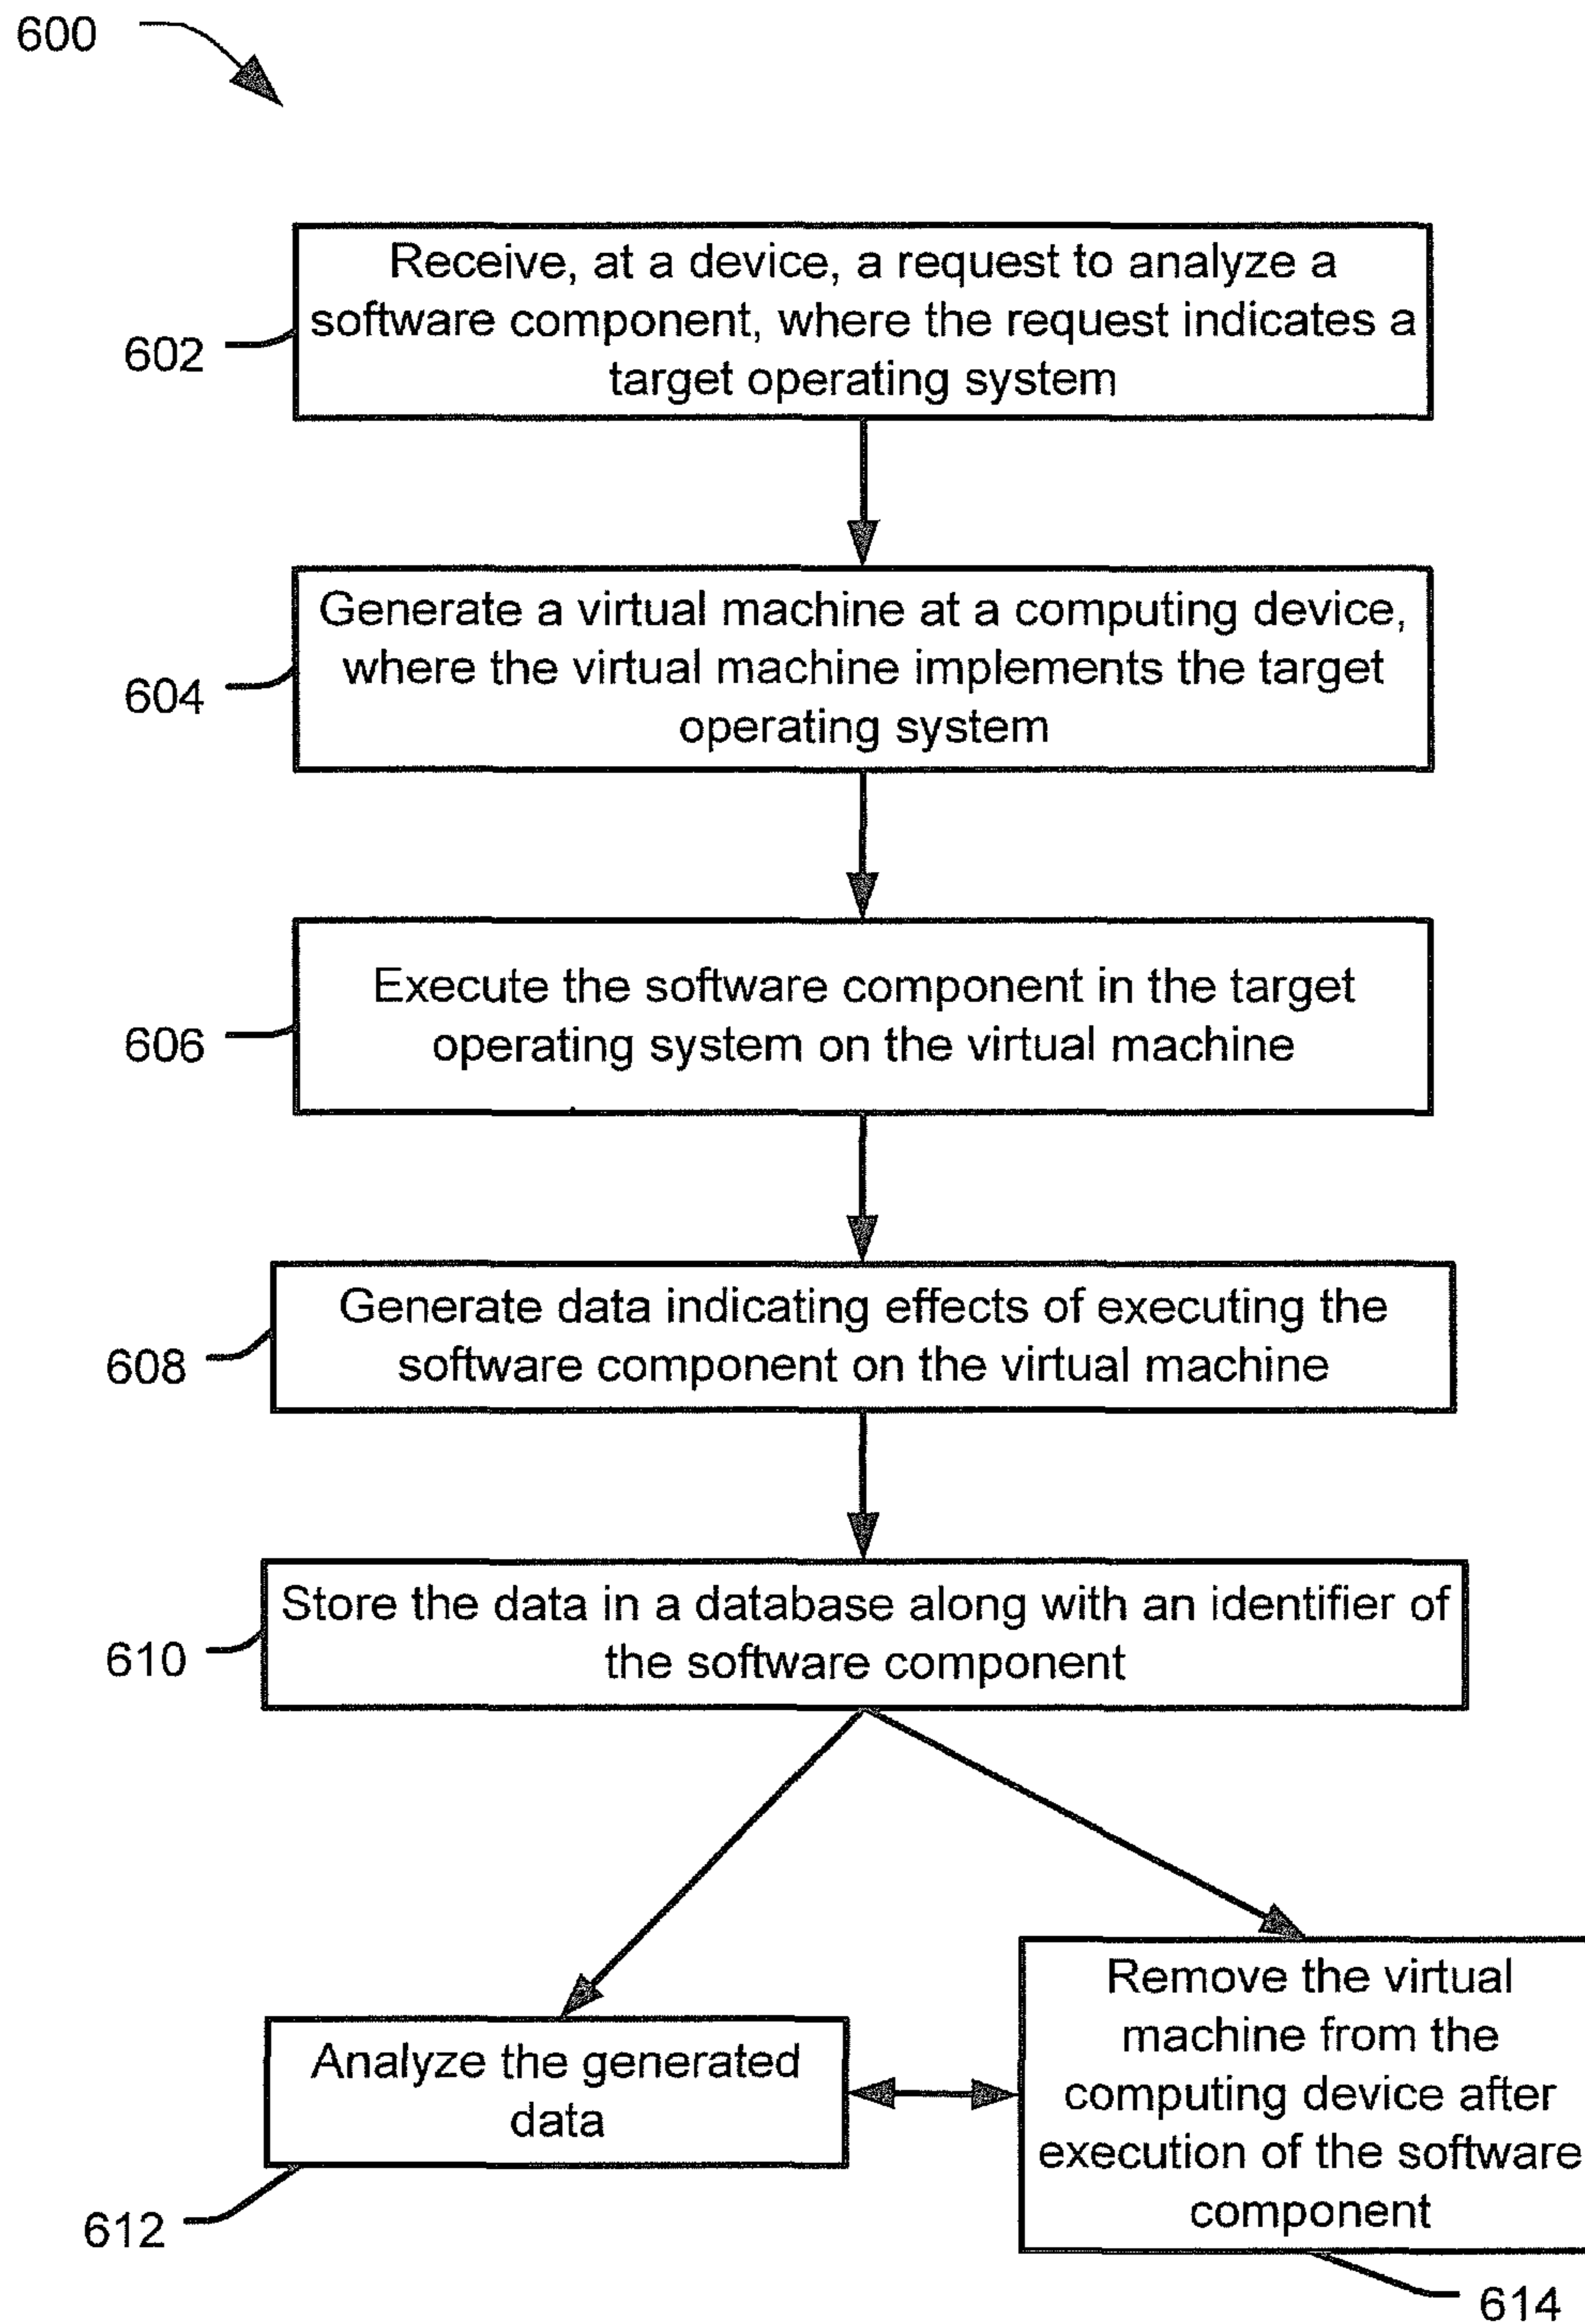 600
Receive, at a device, a request to analyze a
software component, where the request indicates a
target operating system
602
Generate a virtual machine at a computing device,
where the virtual machine implements the target
operating system
604
Execute the software component in the target
operating system on the virtual machine
606
Generate data indicating effects of executing the
software component on the virtual machine
608
Store the data in a database along with an identifier of
the software component
610
Analyze the generated
data
612
Remove the virtual
machine from the
computing device after
execution of the software
component
614